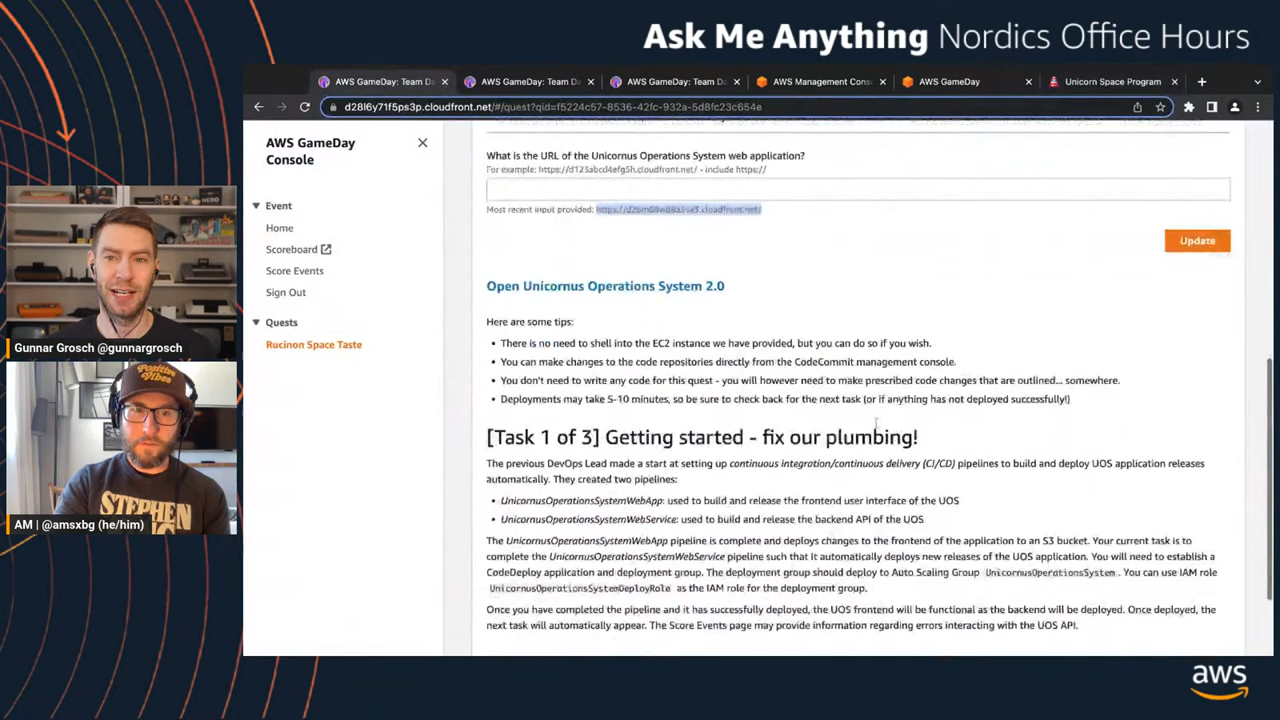 Ask Me Anything Nordics Office Hours
AWS GameDay: Team Da
AWS GameDay: Team Da
AWS GameDay: Team Da
AWS Management Cons
AWS GameDay
Unicorn Space Program
d28l6y71f5ps3p.cloudfront.net/#/quest?qid=f5224c57-8536-42fc-932a-5d8fc23c654e
AWS GameDay
Console
Event
Home
Scoreboard
Score Events
Sign Out
Quests
Rucinon Space Taste
What is the URL of the Unicornus Operations System web application?
For example: https://d123abcd4efg5h.cloudfront.net/ - include https://
Most recent input provided:
Update
Open Unicornus Operations System 2.0
Here are some tips:
• There is no need to shell into the EC2 instance we have provided, but you can do so if you wish.
• You can make changes to the code repositories directly from the CodeCommit management console.
• You don't need to write any code for this quest - you will however need to make prescribed code changes that are outlined... somewhere.
• Deployments may take 5-10 minutes, so be sure to check back for the next task (or if anything has not deployed successfully!)
[Task 1 of 3] Getting started - fix our plumbing!
The previous DevOps Lead made a start at setting up continuous integration/continuous delivery (CI/CD) pipelines to build and deploy UOS application releases
automatically. They created two pipelines:
• UnicornusOperationsSystemWebApp: used to build and release the frontend user interface of the UOS
• UnicornusOperationsSystemWebService: used to build and release the backend API of the UOS
The UnicornusOperationsSystemWebApp pipeline is complete and deploys changes to the frontend of the application to an S3 bucket. Your current task is to
complete the UnicornusOperationsSystemWebService pipeline such that it automatically deploys new releases of the UOS application. You will need to establish a
CodeDeploy application and deployment group. The deployment group should deploy to Auto Scaling Group UnicornusOperationsSystem. You can use IAM role
UnicornusOperationsSystemDeployRole as the IAM role for the deployment group.
Once you have completed the pipeline and it has successfully deployed, the UOS frontend will be functional as the backend will be deployed. Once deployed, the
next task will automatically appear. The Score Events page may provide information regarding errors interacting with the UOS API.
Gunnar Grosch @gunnargrosch
Positive
Vibes
STEPHEN
AM | @amsxbg (he/him)
aws